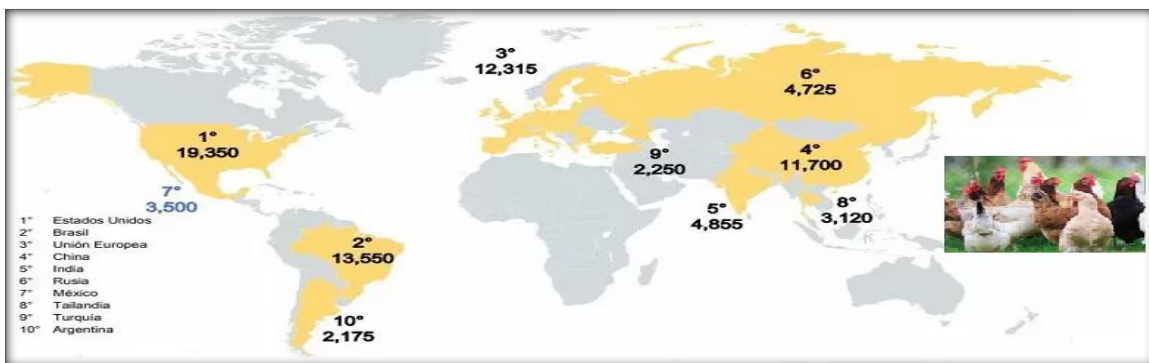 3°
12,315
6°
4,725
1°
19,350
4°
11,700
9°
2,250
7°
3,500
8°
3,120
5°
4,855
2°
13,550
10°
2,175
1° Estados Unidos
2° Brasil
3° Unión Europea
4° China
5° India
6° Rusia
7° México
8° Tailandia
9° Turquía
10° Argentina